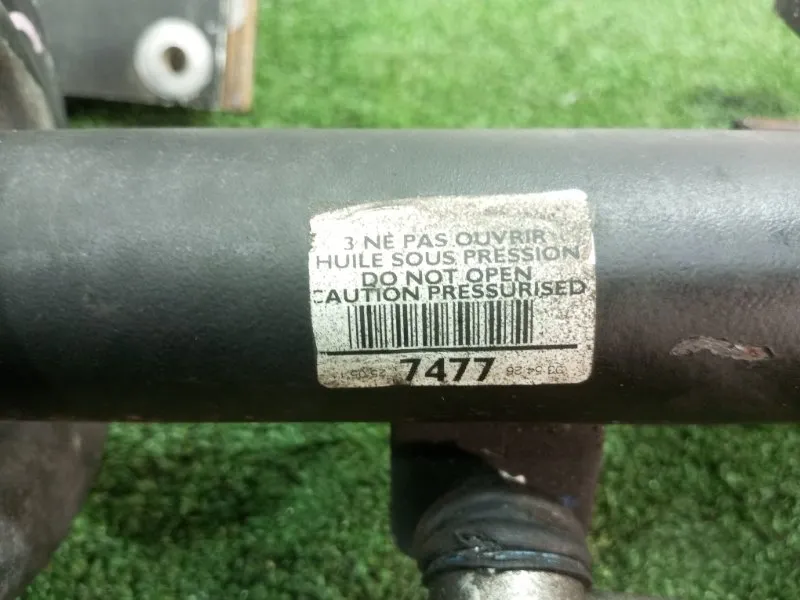 3 NE PAS OUVRIR
HUILE SOUS PRESSION
DO NOT OPEN
CAUTION PRESSURISED
7477